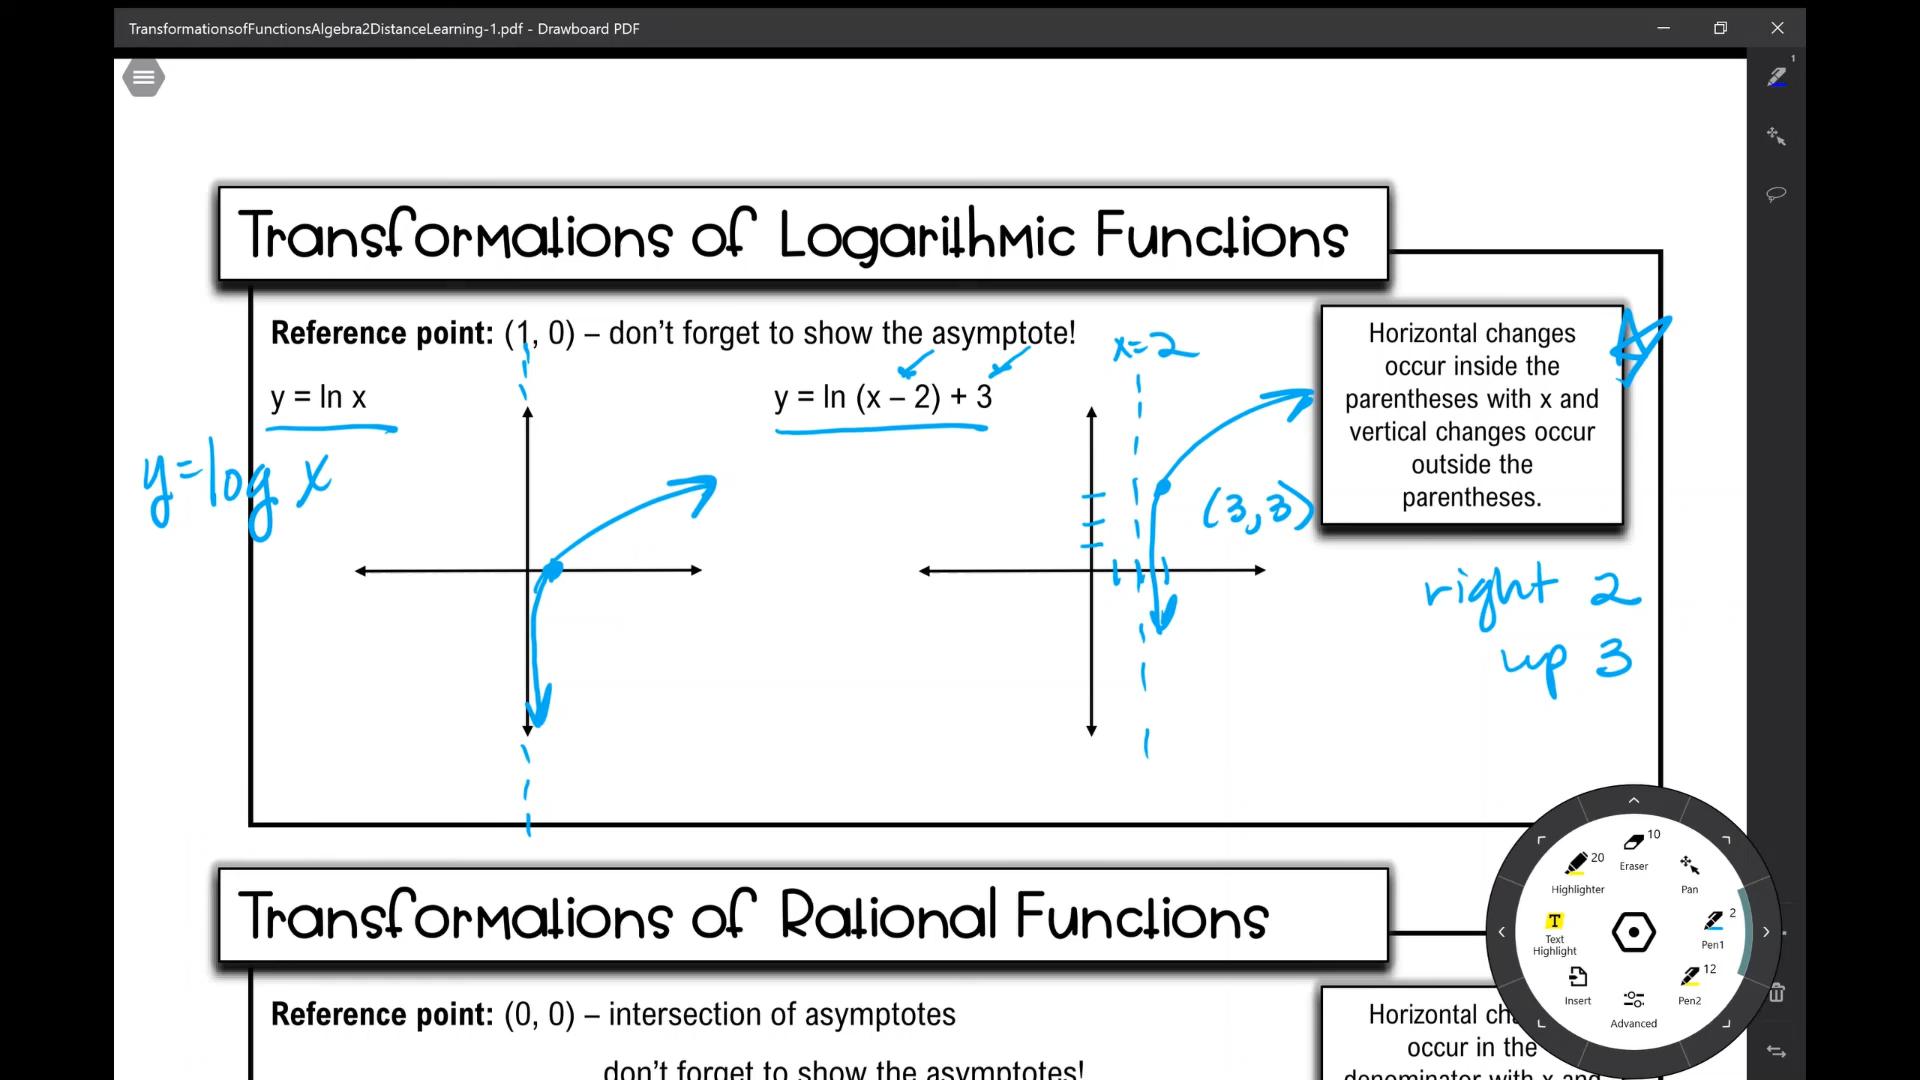 TransformationsofFunctionsAlgebra2DistanceLearning-1.pdf - Drawboard PDF
1
Transformations of Logarithmic Functions
Reference point: (1, 0) – don’t forget to show the asymptote!
y = ln x
y = ln (x – 2) + 3
x=2
y=log x
(3,3)
Horizontal changes
occur inside the
parentheses with x and
vertical changes occur
outside the
parentheses.
right 2
up 3
Transformations of Rational Functions
Reference point: (0, 0) – intersection of asymptotes
don’t forget to show the asymptotes!
Horizontal
occur in the
denominator with x and
10
Eraser
20
Highlighter
Pan
T
Text
Highlight
2
Pen1
Insert
12
Pen2
Advanced